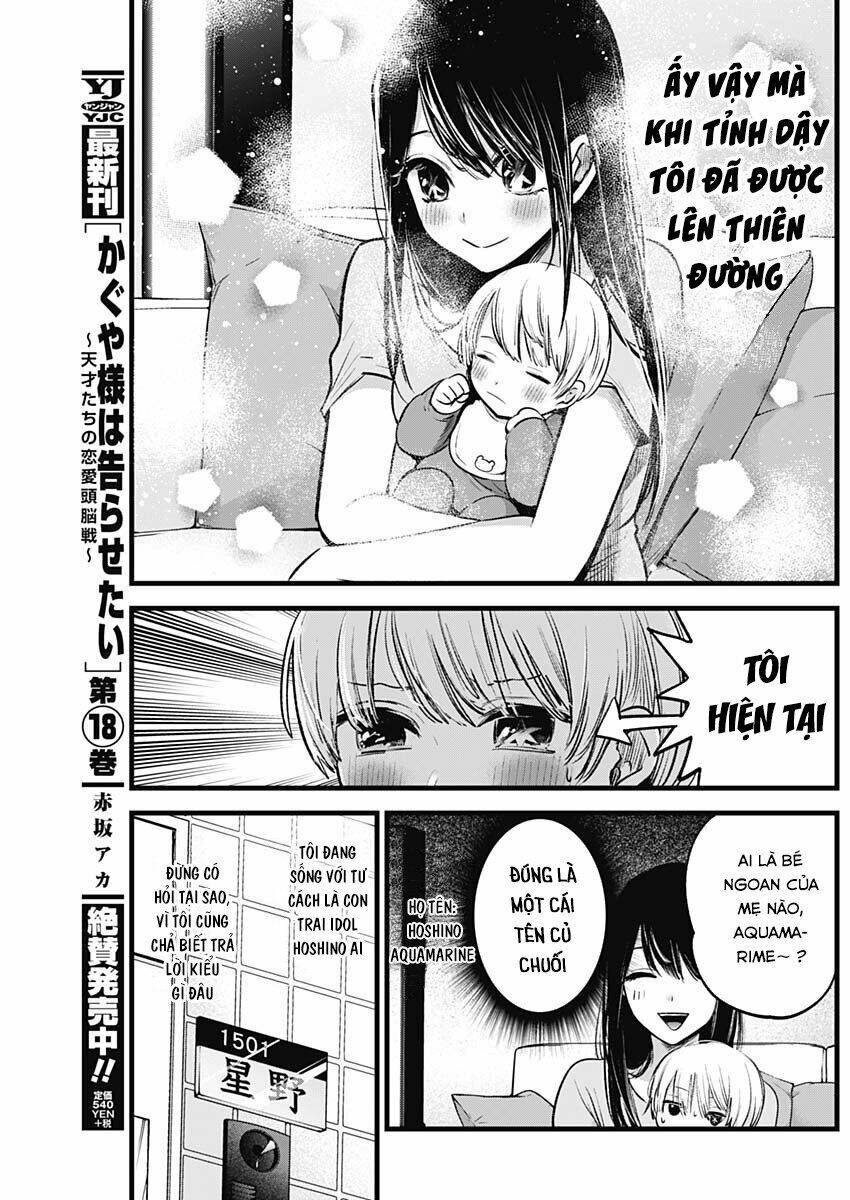 ẤY VẬY MÀ
KHI TỈNH DẬY
TÔI ĐÃ ĐƯỢC
LÊN THIÊN
ĐƯỜNG
TÔI
HIỆN TẠI
AI LÀ BÉ
NGOAN CỦA
MẸ NÀO,
AQUAMA-
RIME~ ?
ĐÚNG LÀ
MỘT CÁI
TÊN CỦ
CHUỐI
HỌ TÊN:
HOSHINO
AQUAMARINE
TÔI ĐANG
SỐNG VỚI TƯ
CÁCH LÀ CON
TRAI IDOL
HOSHINO AI
ĐỪNG CÓ
HỎI TẠI SAO,
VÌ TÔI CŨNG
CHẢ BIẾT TRẢ
LỜI KIỂU
GÌ ĐÂU
1501
星野
YJ
ヤンジャン
YJC
最新刊
[かぐや様は告らせたい]
～天才たちの恋愛頭脳戦～
第⑱巻
赤坂アカ
絶賛発売中!!
定価
540
YEN
+税